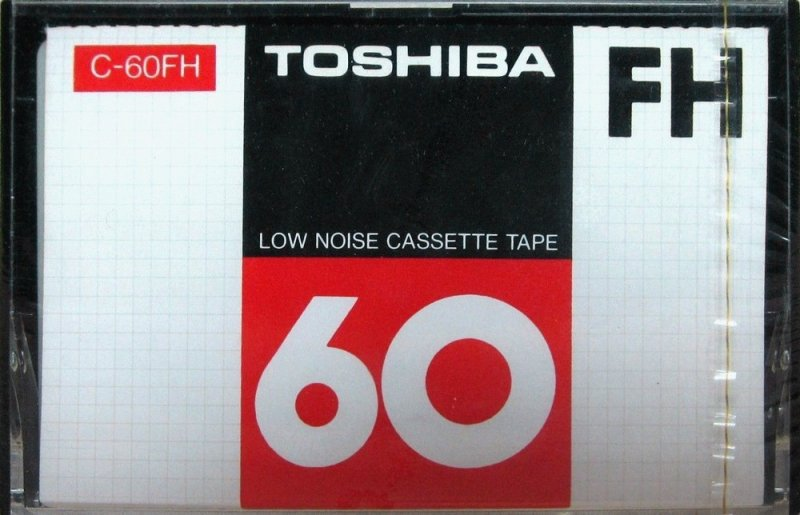 C-60FH
TOSHIBA
FH
LOW NOISE CASSETTE TAPE
60